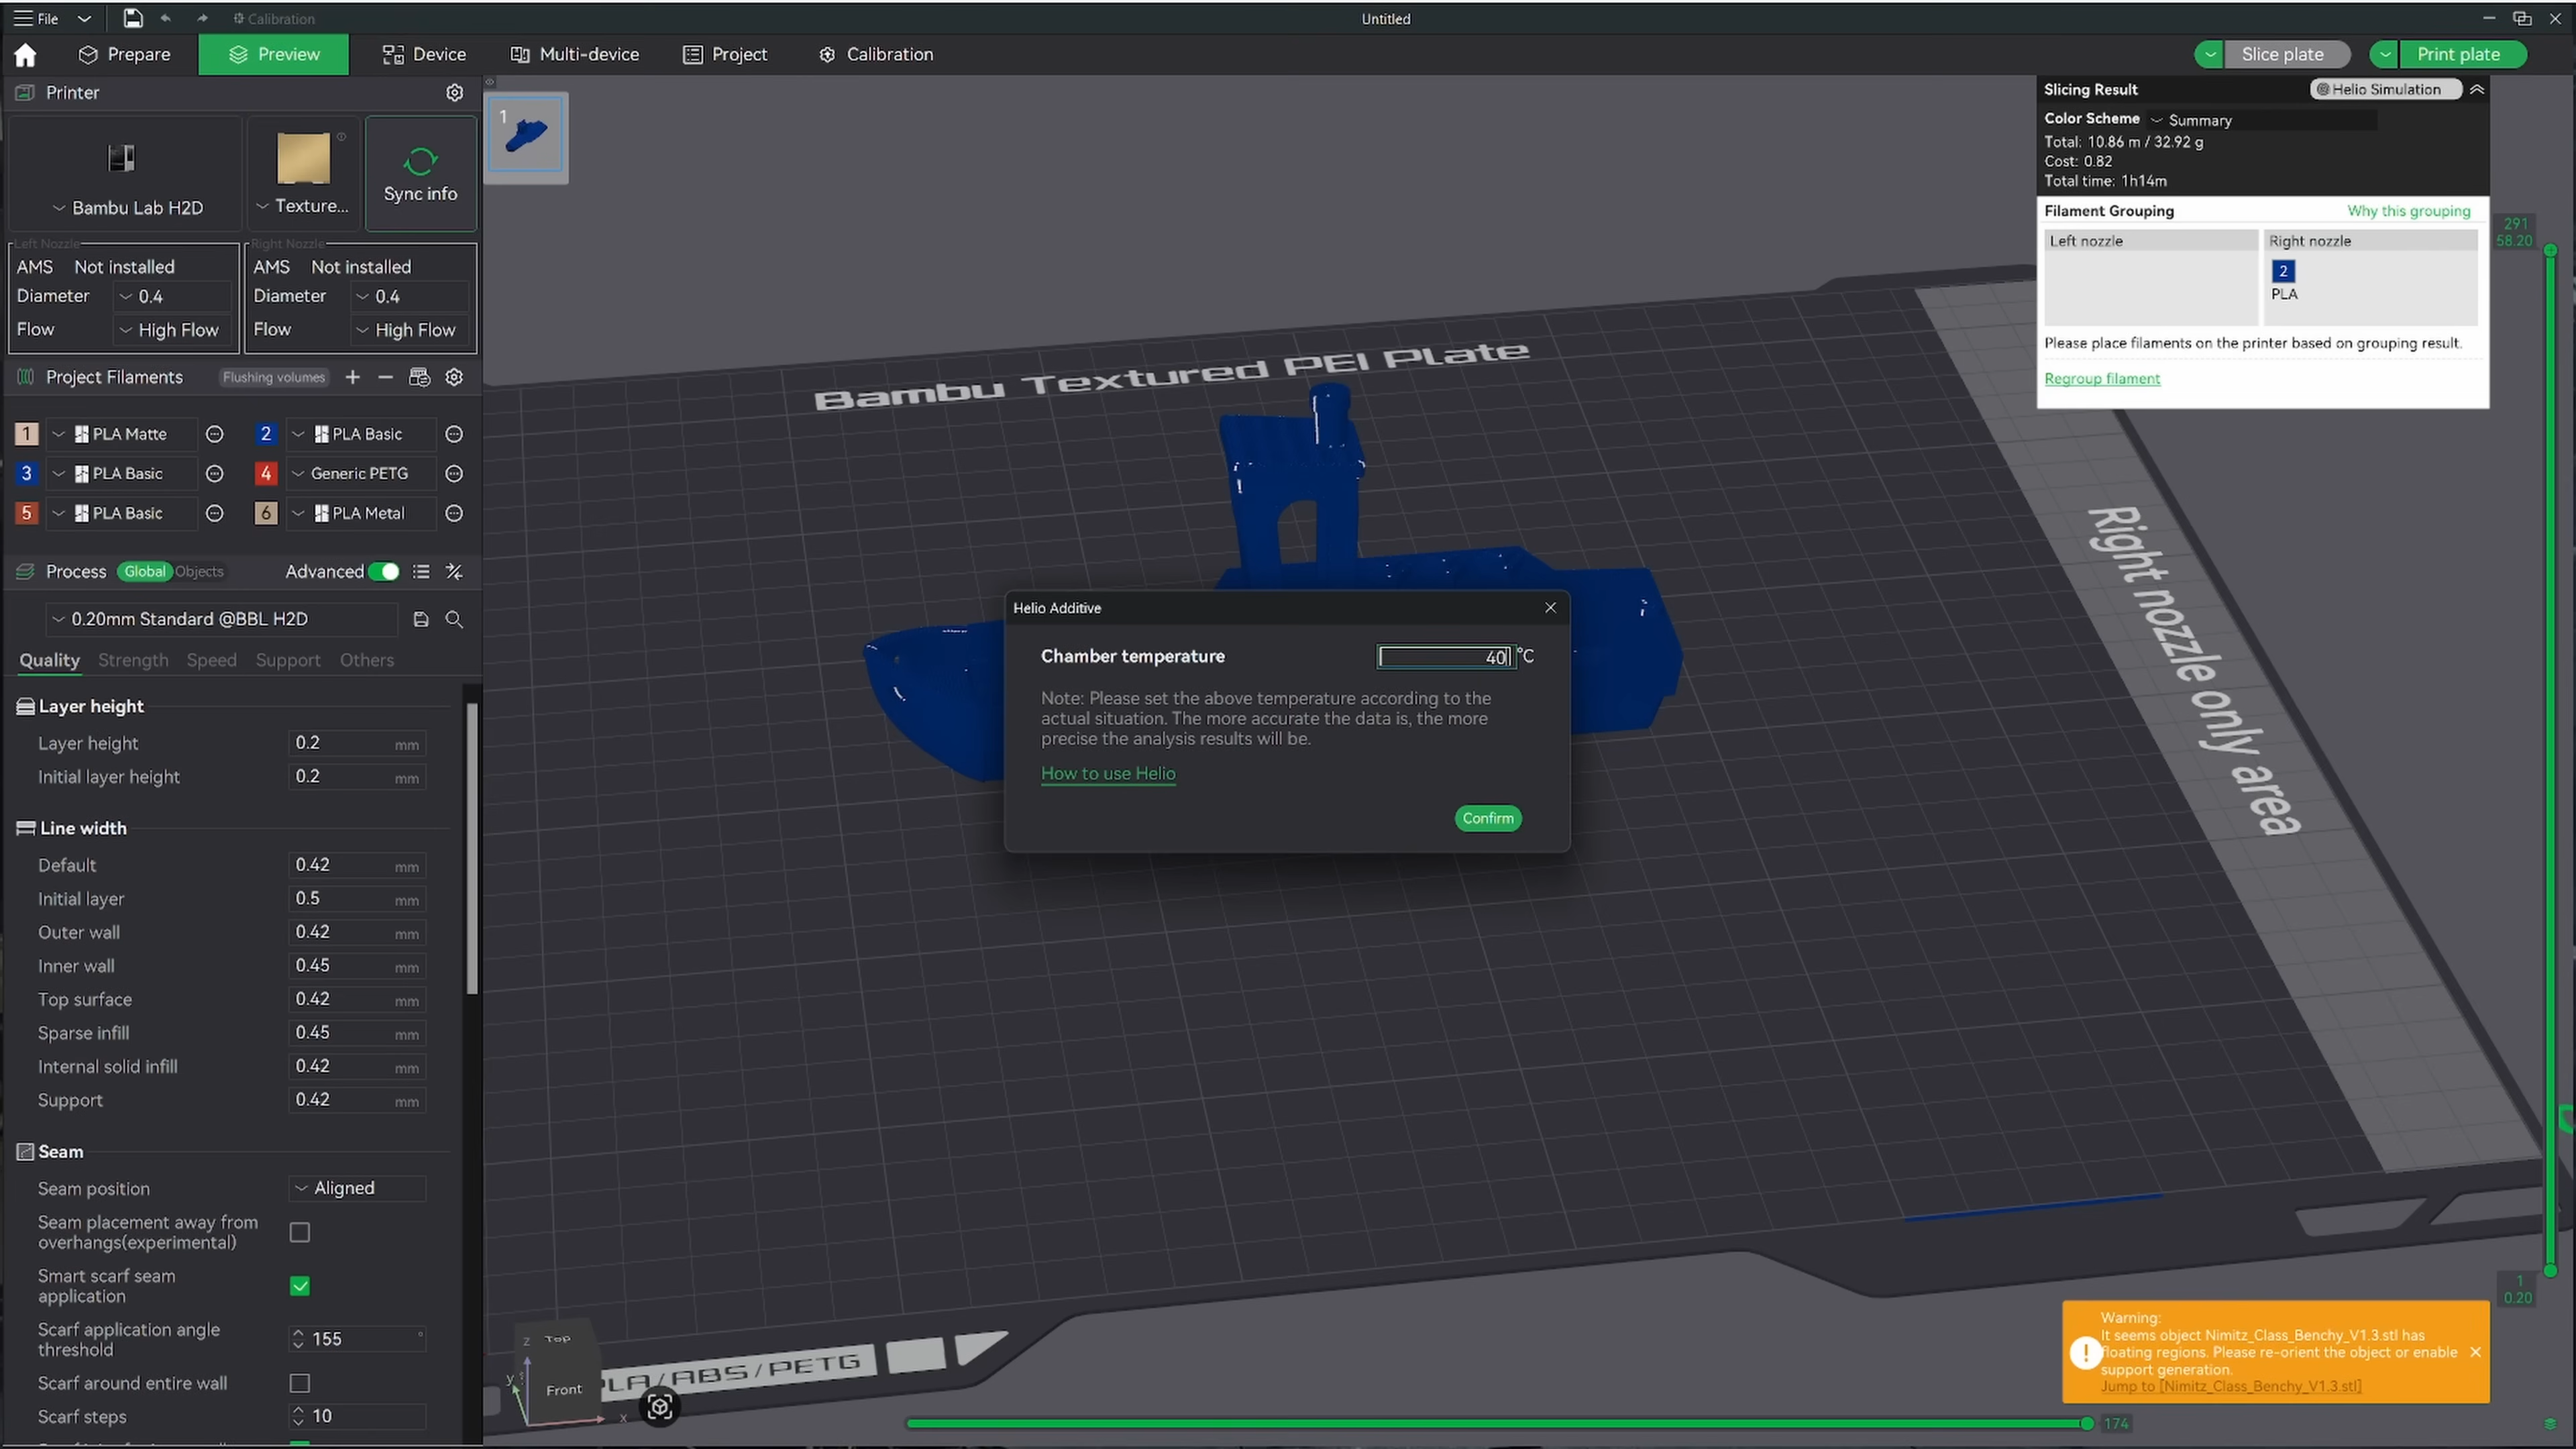 File
Calibration
Untitled
Prepare
Preview
Device
Multi-device
Project
Calibration
Slice plate
Print plate
Printer
Bambu Lab H2D
Texture...
Sync info
Left Nozzle
AMS Not installed
Diameter 0.4
Flow High Flow
Right Nozzle
AMS Not installed
Diameter 0.4
Flow High Flow
Project Filaments
Flushing volumes
1 PLA Matte
2 PLA Basic
3 PLA Basic
4 Generic PETG
5 PLA Basic
6 PLA Metal
Process Global Objects Advanced
0.20mm Standard @BBL H2D
Quality Strength Speed Support Others
Layer height
Layer height 0.2 mm
Initial layer height 0.2 mm
Line width
Default 0.42 mm
Initial layer 0.5 mm
Outer wall 0.42 mm
Inner wall 0.45 mm
Top surface 0.42 mm
Sparse infill 0.45 mm
Internal solid infill 0.42 mm
Support 0.42 mm
Seam
Seam position Aligned
Seam placement away from
overhangs(experimental)
Smart scarf seam
application
Scarf application angle
threshold 155 °
Scarf around entire wall
Scarf steps 10
1
Bambu Textured PEI Plate
Right nozzle only area
Helio Additive
Chamber temperature 40 °C
Note: Please set the above temperature according to the
actual situation. The more accurate the data is, the more
precise the analysis results will be.
How to use Helio
Confirm
Slicing Result
Helio Simulation
Color Scheme Summary
Total: 10.86 m / 32.92 g
Cost: 0.82
Total time: 1h14m
Filament Grouping
Why this grouping
Left nozzle
Right nozzle
2
PLA
Please place filaments on the printer based on grouping result.
Regroup filament
291
58.20
1
0.20
Warning:
It seems object Nimitz_Class_Benchy_V1.3.stl has
floating regions. Please re-orient the object or enable
support generation.
Jump to [Nimitz_Class_Benchy_V1.3.stl]
174
Top
Front
z
y
x
PLA/ABS/PETG